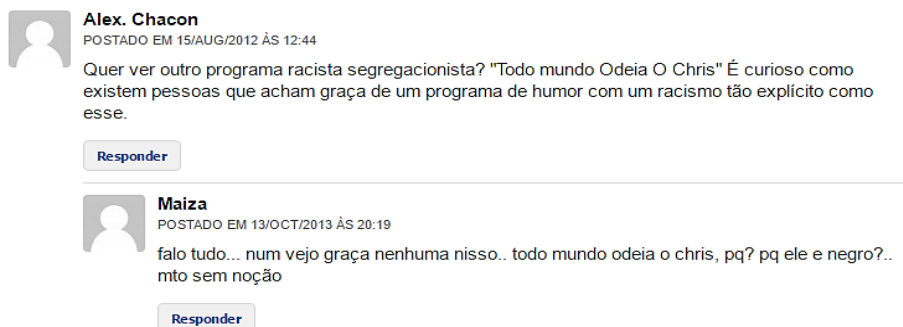 Alex. Chacon
POSTADO EM 15/AUG/2012 ÀS 12:44
Quer ver outro programa racista segregacionista? "Todo mundo Odeia O Chris" É curioso como
existem pessoas que acham graça de um programa de humor com um racismo tão explícito como
esse.
Responder
Maiza
POSTADO EM 13/OCT/2013 ÀS 20:19
falo tudo... num vejo graça nenhuma nisso.. todo mundo odeia o chris, pq? pq ele e negro?..
mto sem noção
Responder